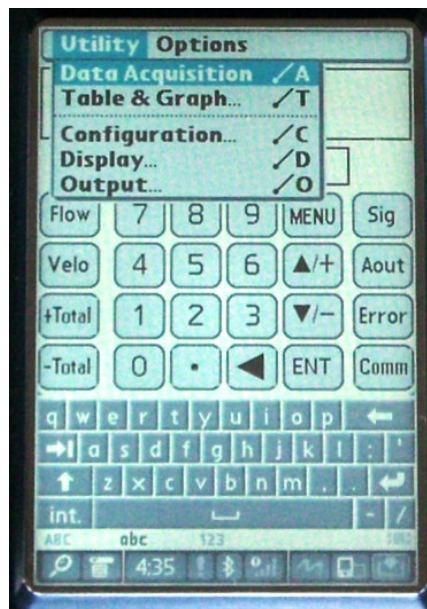 Utility Options
Data Acquisition /A
Table & Graph... /T
Configuration... /C
Display... /D
Output... /O
Flow 7 8 9 MENU Sig
Velo 4 5 6 ▲/+ Aout
+Total 1 2 3 ▼/− Error
-Total 0 . ◀ ENT Comm
q w e r t y u i o p
a s d f g h j k l : '
z x c v b n m , .
int. - /
ABC abc 123
4:35